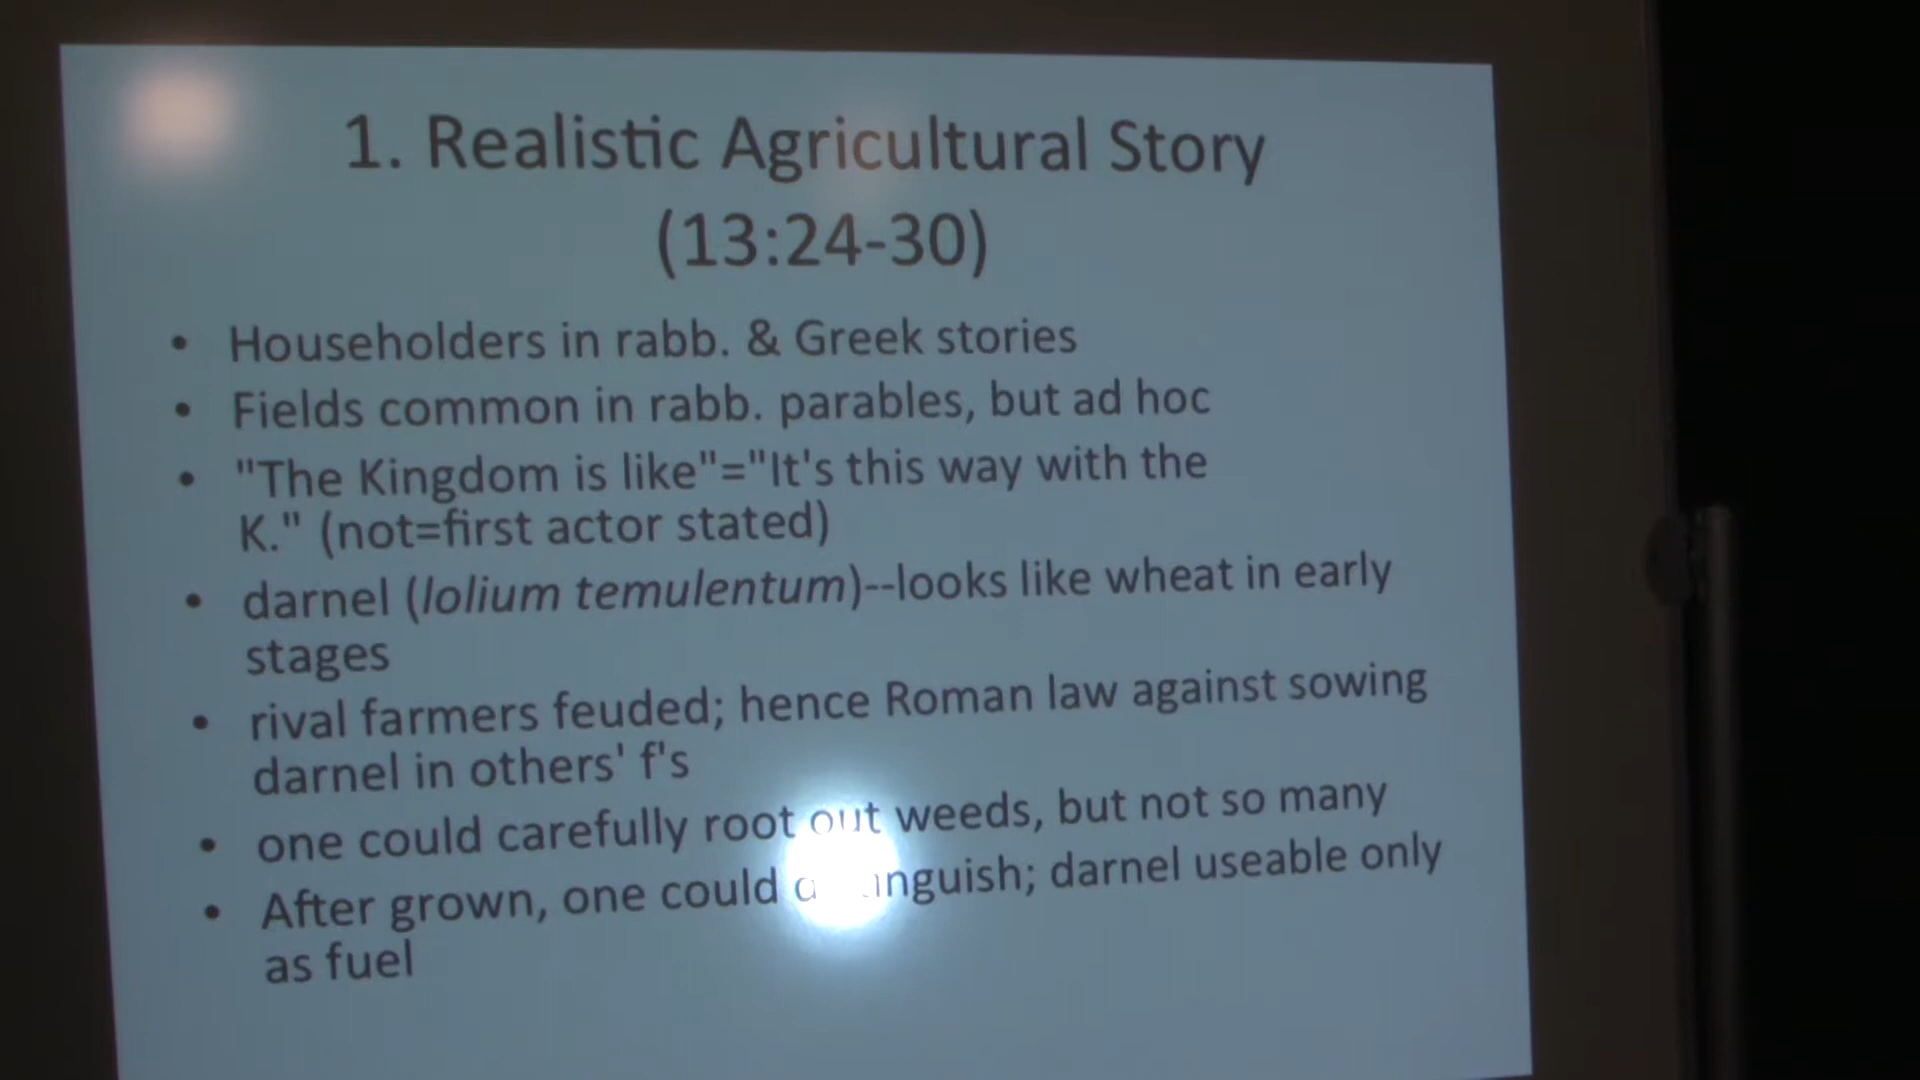 1. Realistic Agricultural Story
(13:24-30)
• Householders in rabb. & Greek stories
• Fields common in rabb. parables, but ad hoc
• "The Kingdom is like"="It's this way with the
K." (not=first actor stated)
• darnel (lolium temulentum)--looks like wheat in early
stages
• rival farmers feuded; hence Roman law against sowing
darnel in others' f's
• one could carefully root out weeds, but not so many
• After grown, one could darnel useable only
as fuel